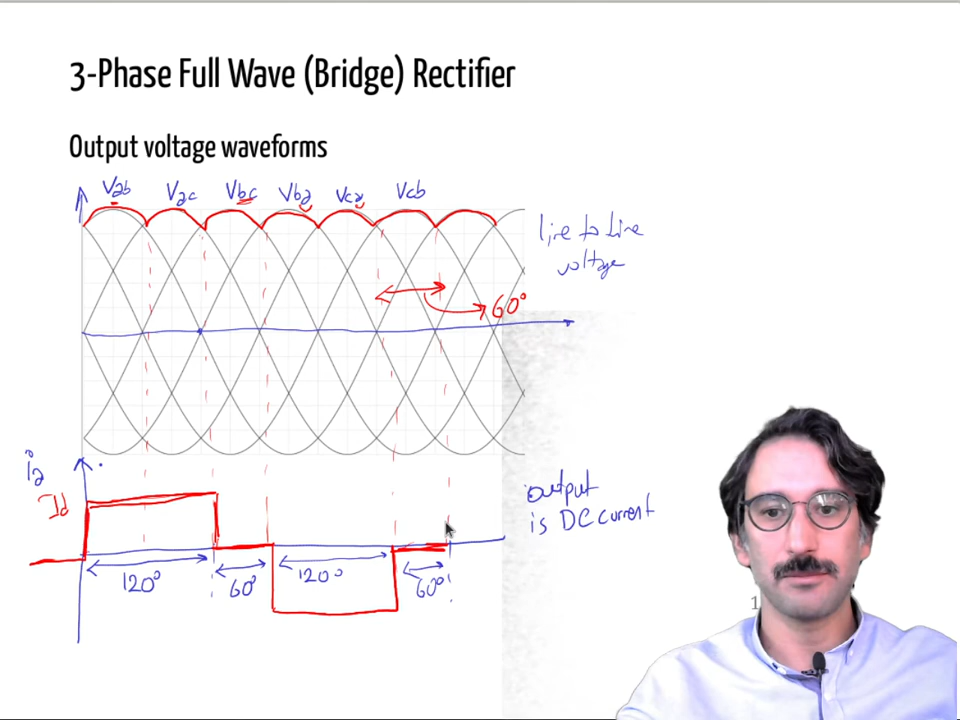 3-Phase Full Wave (Bridge) Rectifier
Output voltage waveforms
Vab Vac Vbc Vba Vca Vcb
line to line
voltage
60°
ia
Id
output
is DC current
120° 60° 120° 60°
1